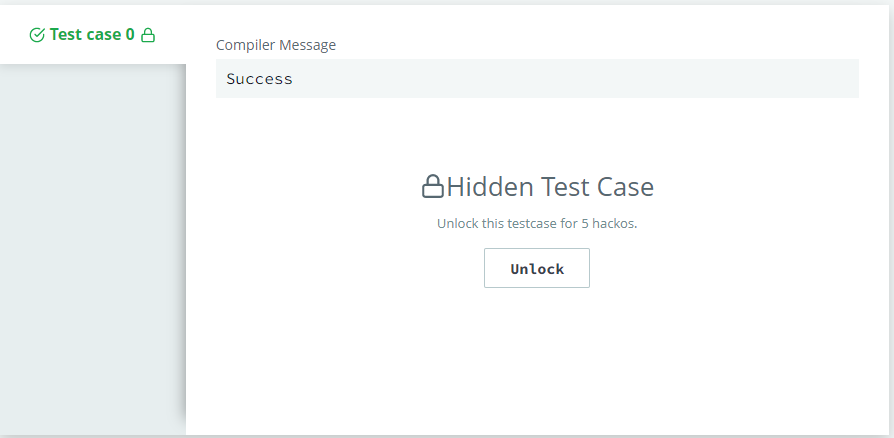 Test case 0
Compiler Message
Success
Hidden Test Case
Unlock this testcase for 5 hackos.
Unlock